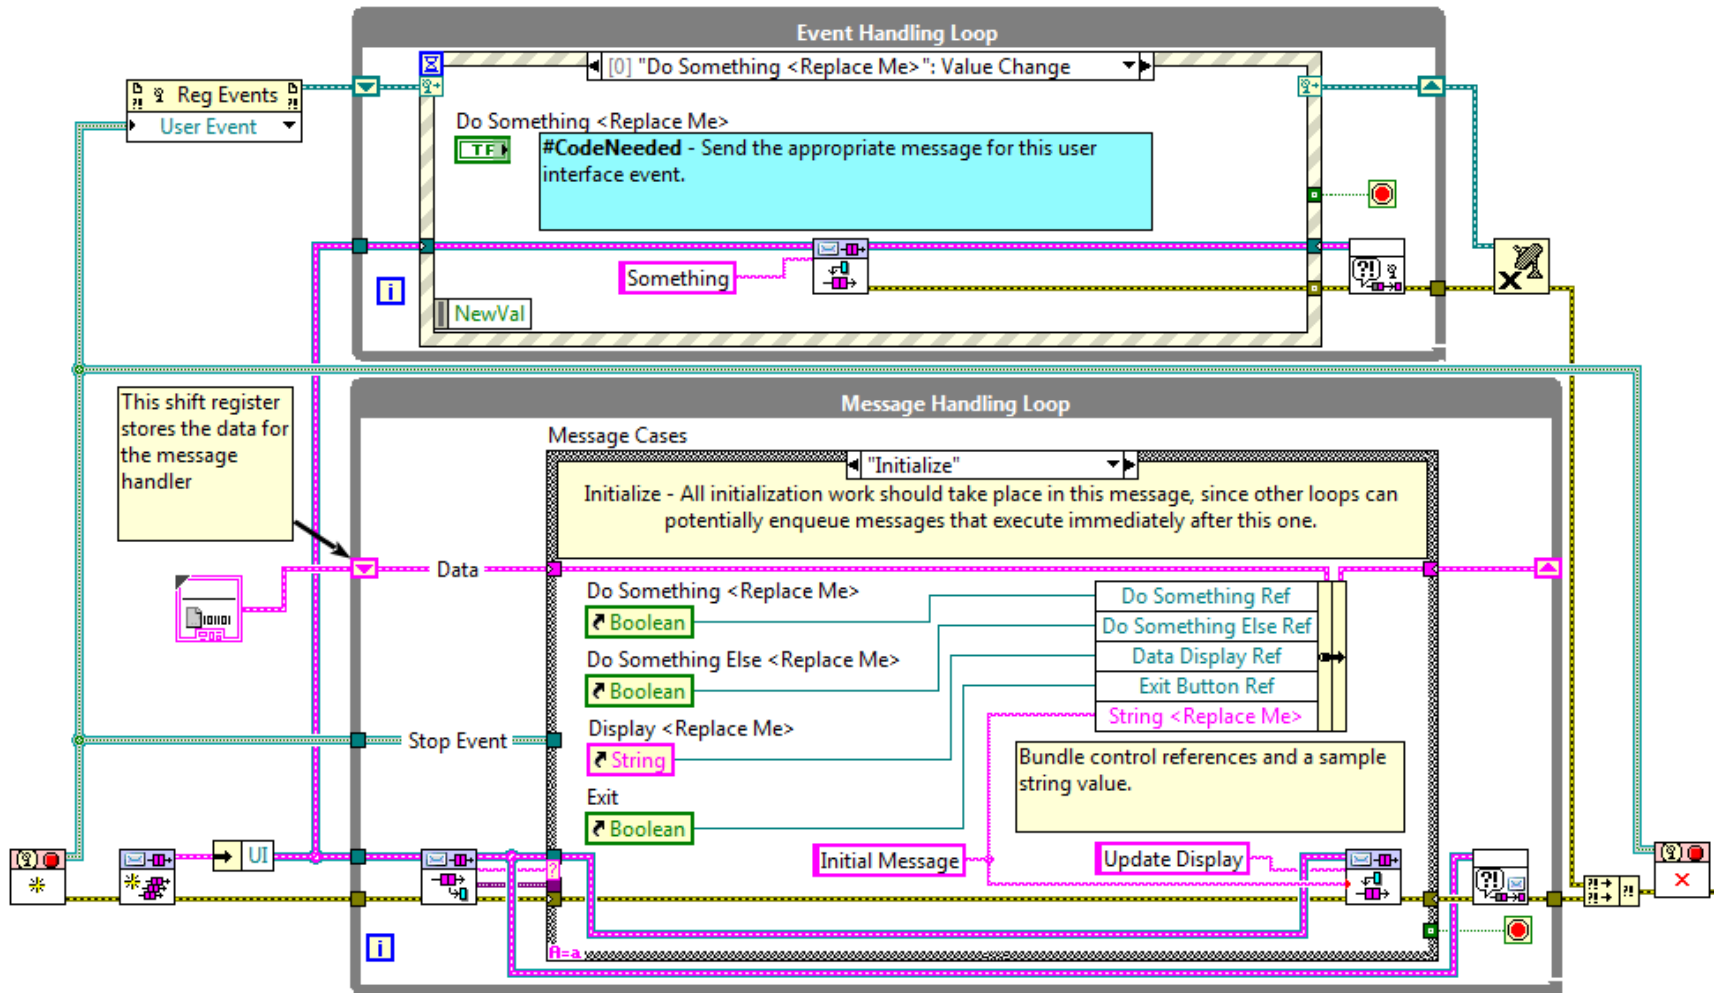 Event Handling Loop
[0] "Do Something <Replace Me>": Value Change
Reg Events
User Event
Do Something <Replace Me>
TF
#CodeNeeded - Send the appropriate message for this user
interface event.
Something
i
NewVal
This shift register
stores the data for
the message
handler
Message Handling Loop
Message Cases
"Initialize"
Initialize - All initialization work should take place in this message, since other loops can
potentially enqueue messages that execute immediately after this one.
Data
Do Something <Replace Me>
Boolean
Do Something Else <Replace Me>
Boolean
Display <Replace Me>
String
Exit
Boolean
Do Something Ref
Do Something Else Ref
Data Display Ref
Exit Button Ref
String <Replace Me>
Stop Event
Bundle control references and a sample
string value.
UI
Initial Message
Update Display
i
A=a